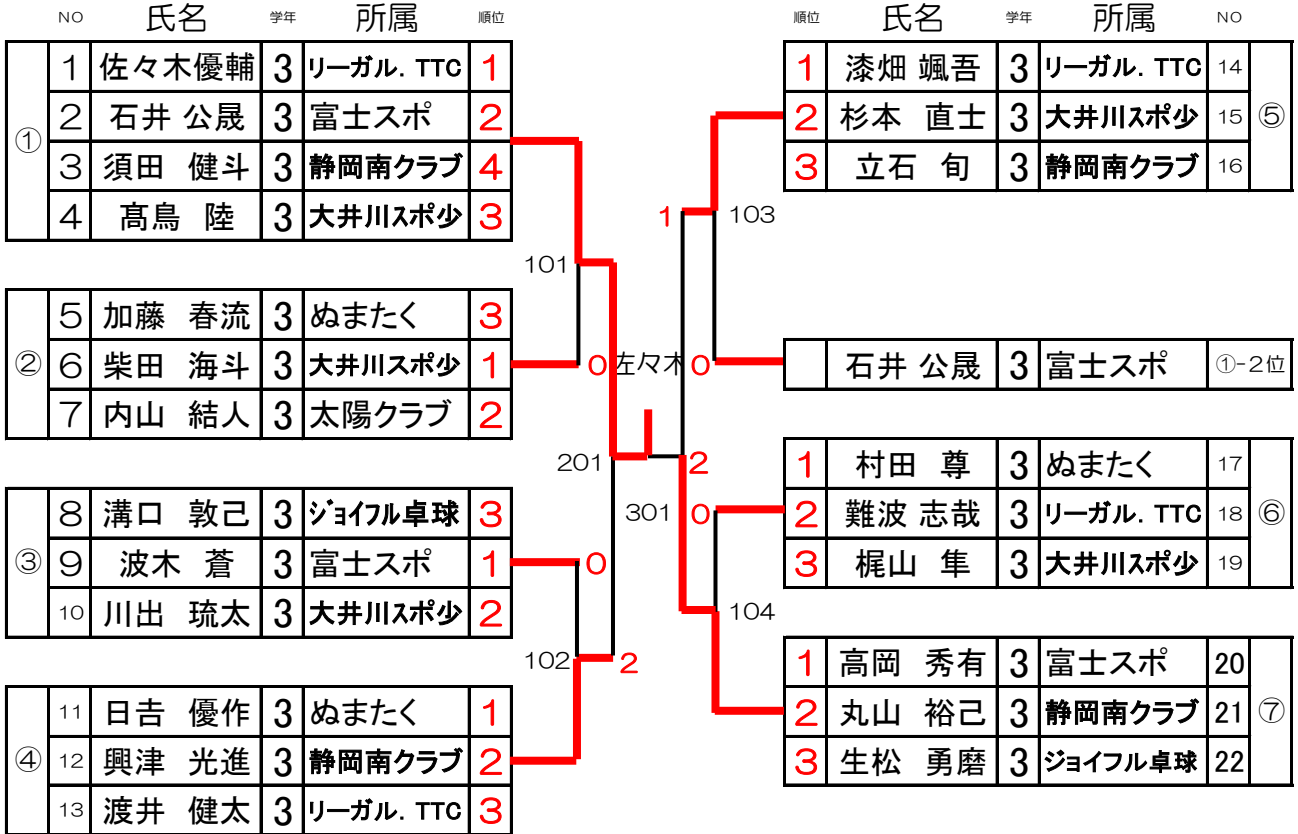 NO 氏名 学年 所属 順位
① 1 佐々木優輔 3 リーガル．TTC 1
2 石井 公晟 3 富士スポ 2
3 須田 健斗 3 静岡南クラブ 4
4 髙鳥 陸 3 大井川スポ少 3
② 5 加藤 春流 3 ぬまたく 3
6 柴田 海斗 3 大井川スポ少 1
7 内山 結人 3 太陽クラブ 2
③ 8 溝口 敦己 3 ジョイフル卓球 3
9 波木 蒼 3 富士スポ 1
10 川出 琉太 3 大井川スポ少 2
④ 11 日吉 優作 3 ぬまたく 1
12 興津 光進 3 静岡南クラブ 2
13 渡井 健太 3 リーガル．TTC 3
101
0
201
0
102
2
佐々木
301
1
103
0
2
0
104
順位 氏名 学年 所属 NO
1 漆畑 颯吾 3 リーガル．TTC 14 ⑤
2 杉本 直士 3 大井川スポ少 15
3 立石 旬 3 静岡南クラブ 16
石井 公晟 3 富士スポ ①-2位
1 村田 尊 3 ぬまたく 17 ⑥
2 難波 志哉 3 リーガル．TTC 18
3 梶山 隼 3 大井川スポ少 19
1 高岡 秀有 3 富士スポ 20 ⑦
2 丸山 裕己 3 静岡南クラブ 21
3 生松 勇磨 3 ジョイフル卓球 22